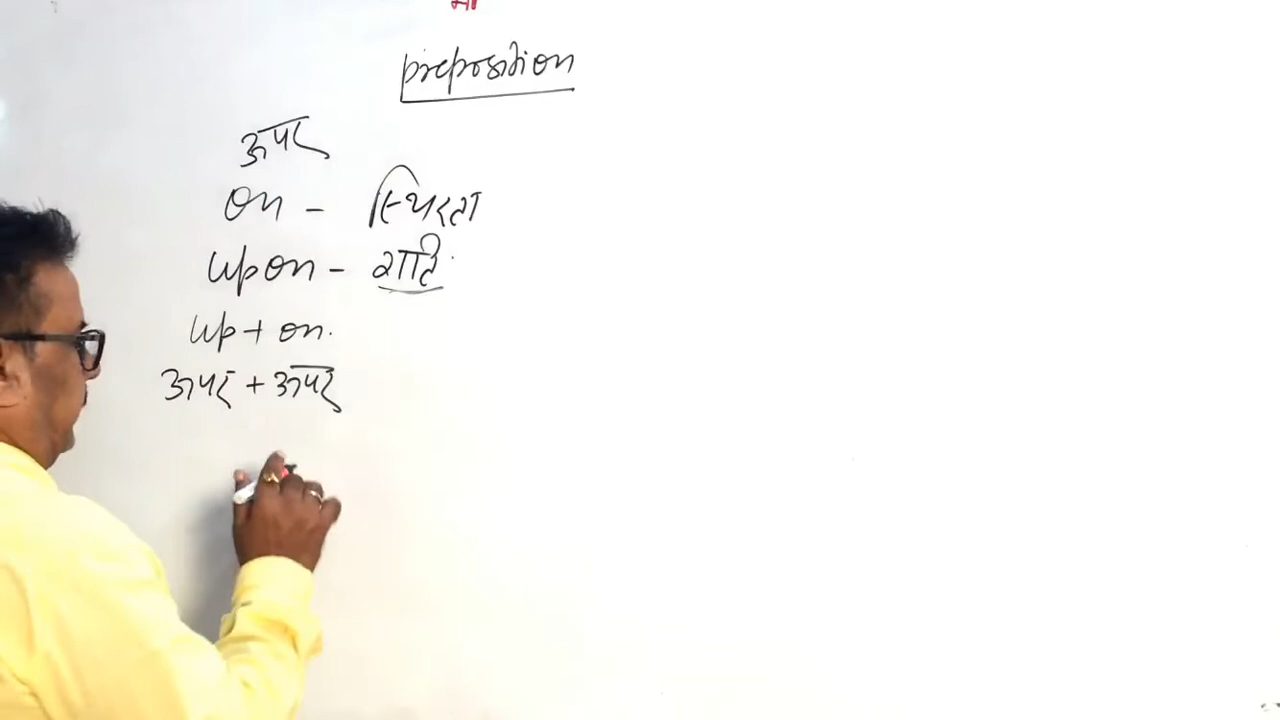 मा
preposition
ऊपर
on - स्थिरता
upon - गति
up + on.
ऊपर + ऊपर